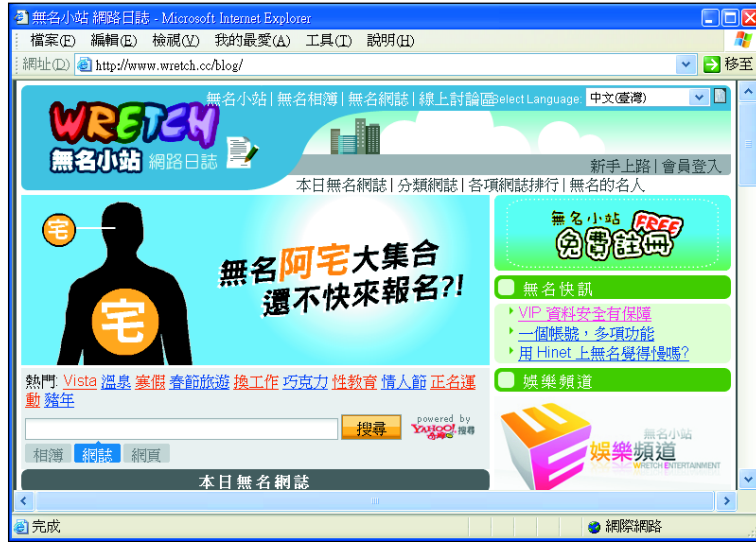 無名小站 網路日誌 - Microsoft Internet Explorer
檔案(F) 編輯(E) 檢視(V) 我的最愛(A) 工具(T) 說明(H)
網址(D) http://www.wretch.cc/blog/ 移至
無名小站 | 無名相簿 | 無名網誌 | 線上討論區 Select Language: 中文(臺灣)
WRETCH
無名小站 網路日誌
新手上路 | 會員登入
本日無名網誌 | 分類網誌 | 各項網誌排行 | 無名的名人
宅
宅
無名阿宅大集合
還不快來報名?!
無名小站 FREE
免費註冊
無名快訊
VIP 資料安全有保障
一個帳號，多項功能
用 Hinet 上無名覺得慢嗎?
熱門: Vista 溫泉 寒假 春節旅遊 換工作 巧克力 性教育 情人節 正名運
動 豬年
搜尋 powered by
YAHOO! 奇摩 搜尋
相簿 網誌 網頁
本日無名網誌
娛樂頻道
無名小站
娛樂頻道
WRETCH ENTERTAINMENT
完成 網際網路